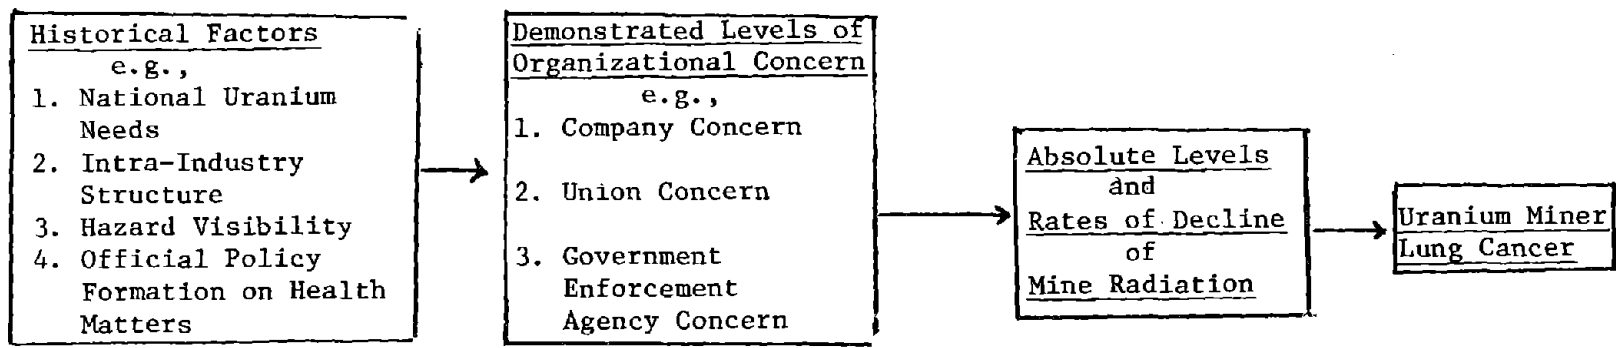 Historical Factors
e.g.,
1. National Uranium
Needs
2. Intra-Industry
Structure
3. Hazard Visibility
4. Official Policy
Formation on Health
Matters
Demonstrated Levels of
Organizational Concern
e.g.,
1. Company Concern
2. Union Concern
3. Government
Enforcement
Agency Concern
Absolute Levels
and
Rates of Decline
of
Mine Radiation
Uranium Miner
Lung Cancer